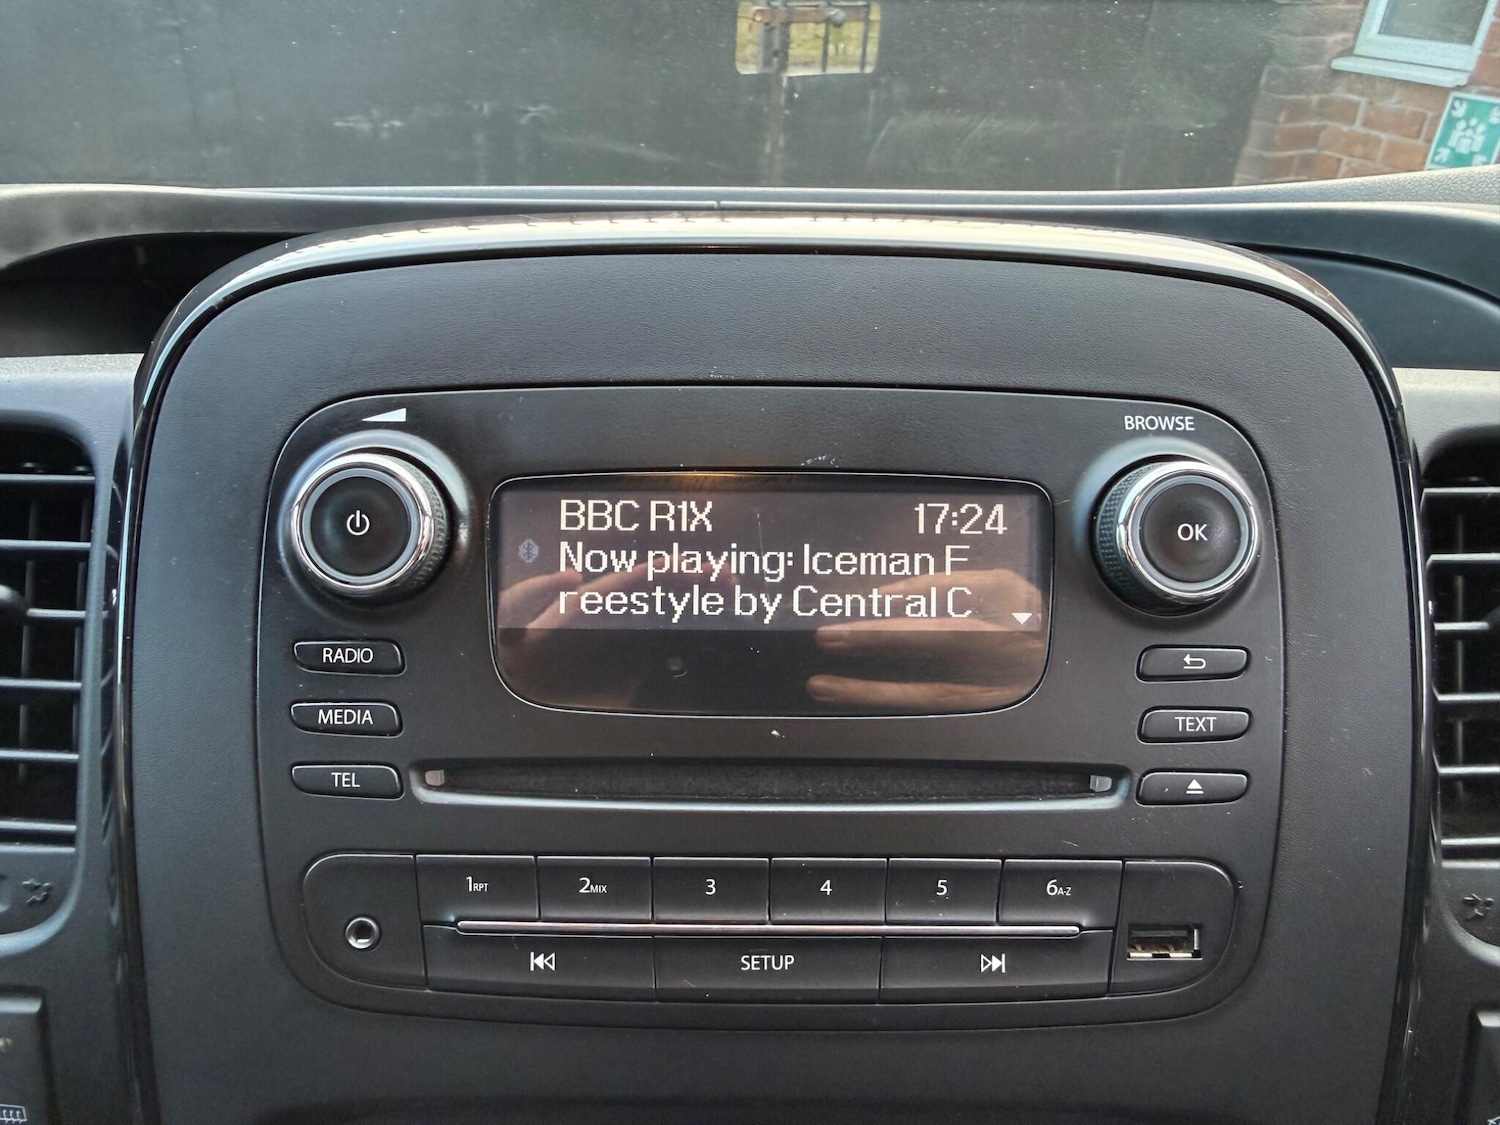 BROWSE
BBC R1X 17:24
Now playing: Iceman F
reestyle by Central C
OK
RADIO
MEDIA
TEXT
TEL
1RPT 2MIX 3 4 5 6A-Z
SETUP